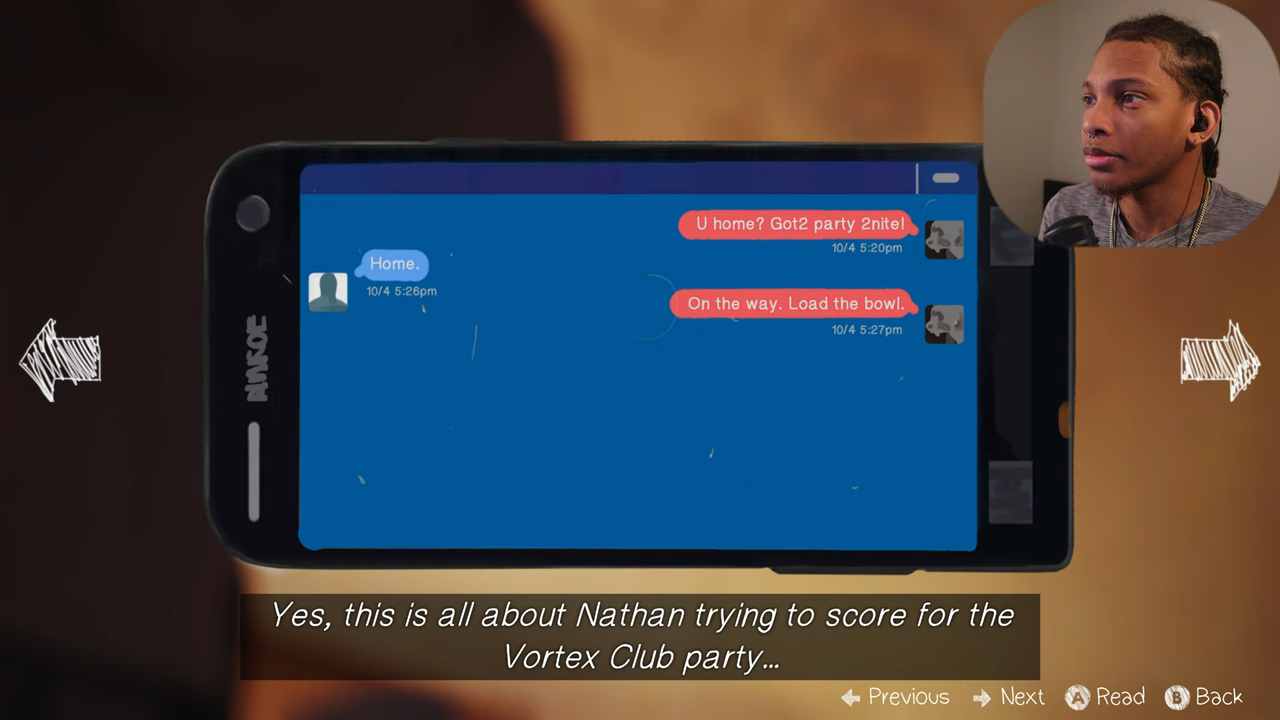 U home? Got2 party 2nite!
10/4 5:20pm
Home.
10/4 5:26pm
On the way. Load the bowl.
10/4 5:27pm
Yes, this is all about Nathan trying to score for the
Vortex Club party...
Previous Next A Read B Back